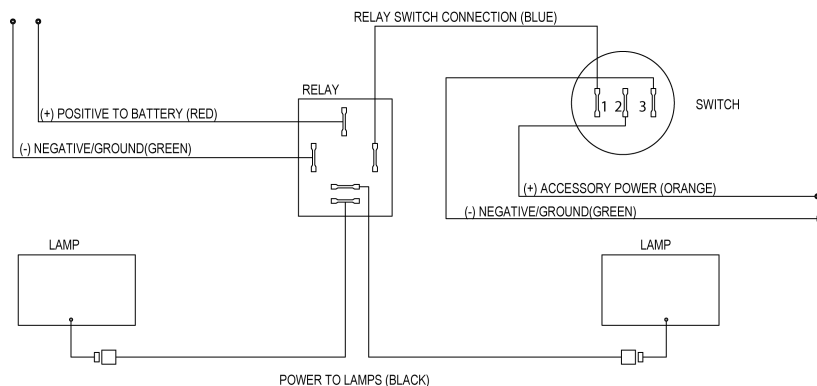 RELAY SWITCH CONNECTION (BLUE)
RELAY
(+) POSITIVE TO BATTERY (RED)
1 2 3
SWITCH
(-) NEGATIVE/GROUND(GREEN)
(+) ACCESSORY POWER (ORANGE)
(-) NEGATIVE/GROUND(GREEN)
LAMP
LAMP
POWER TO LAMPS (BLACK)